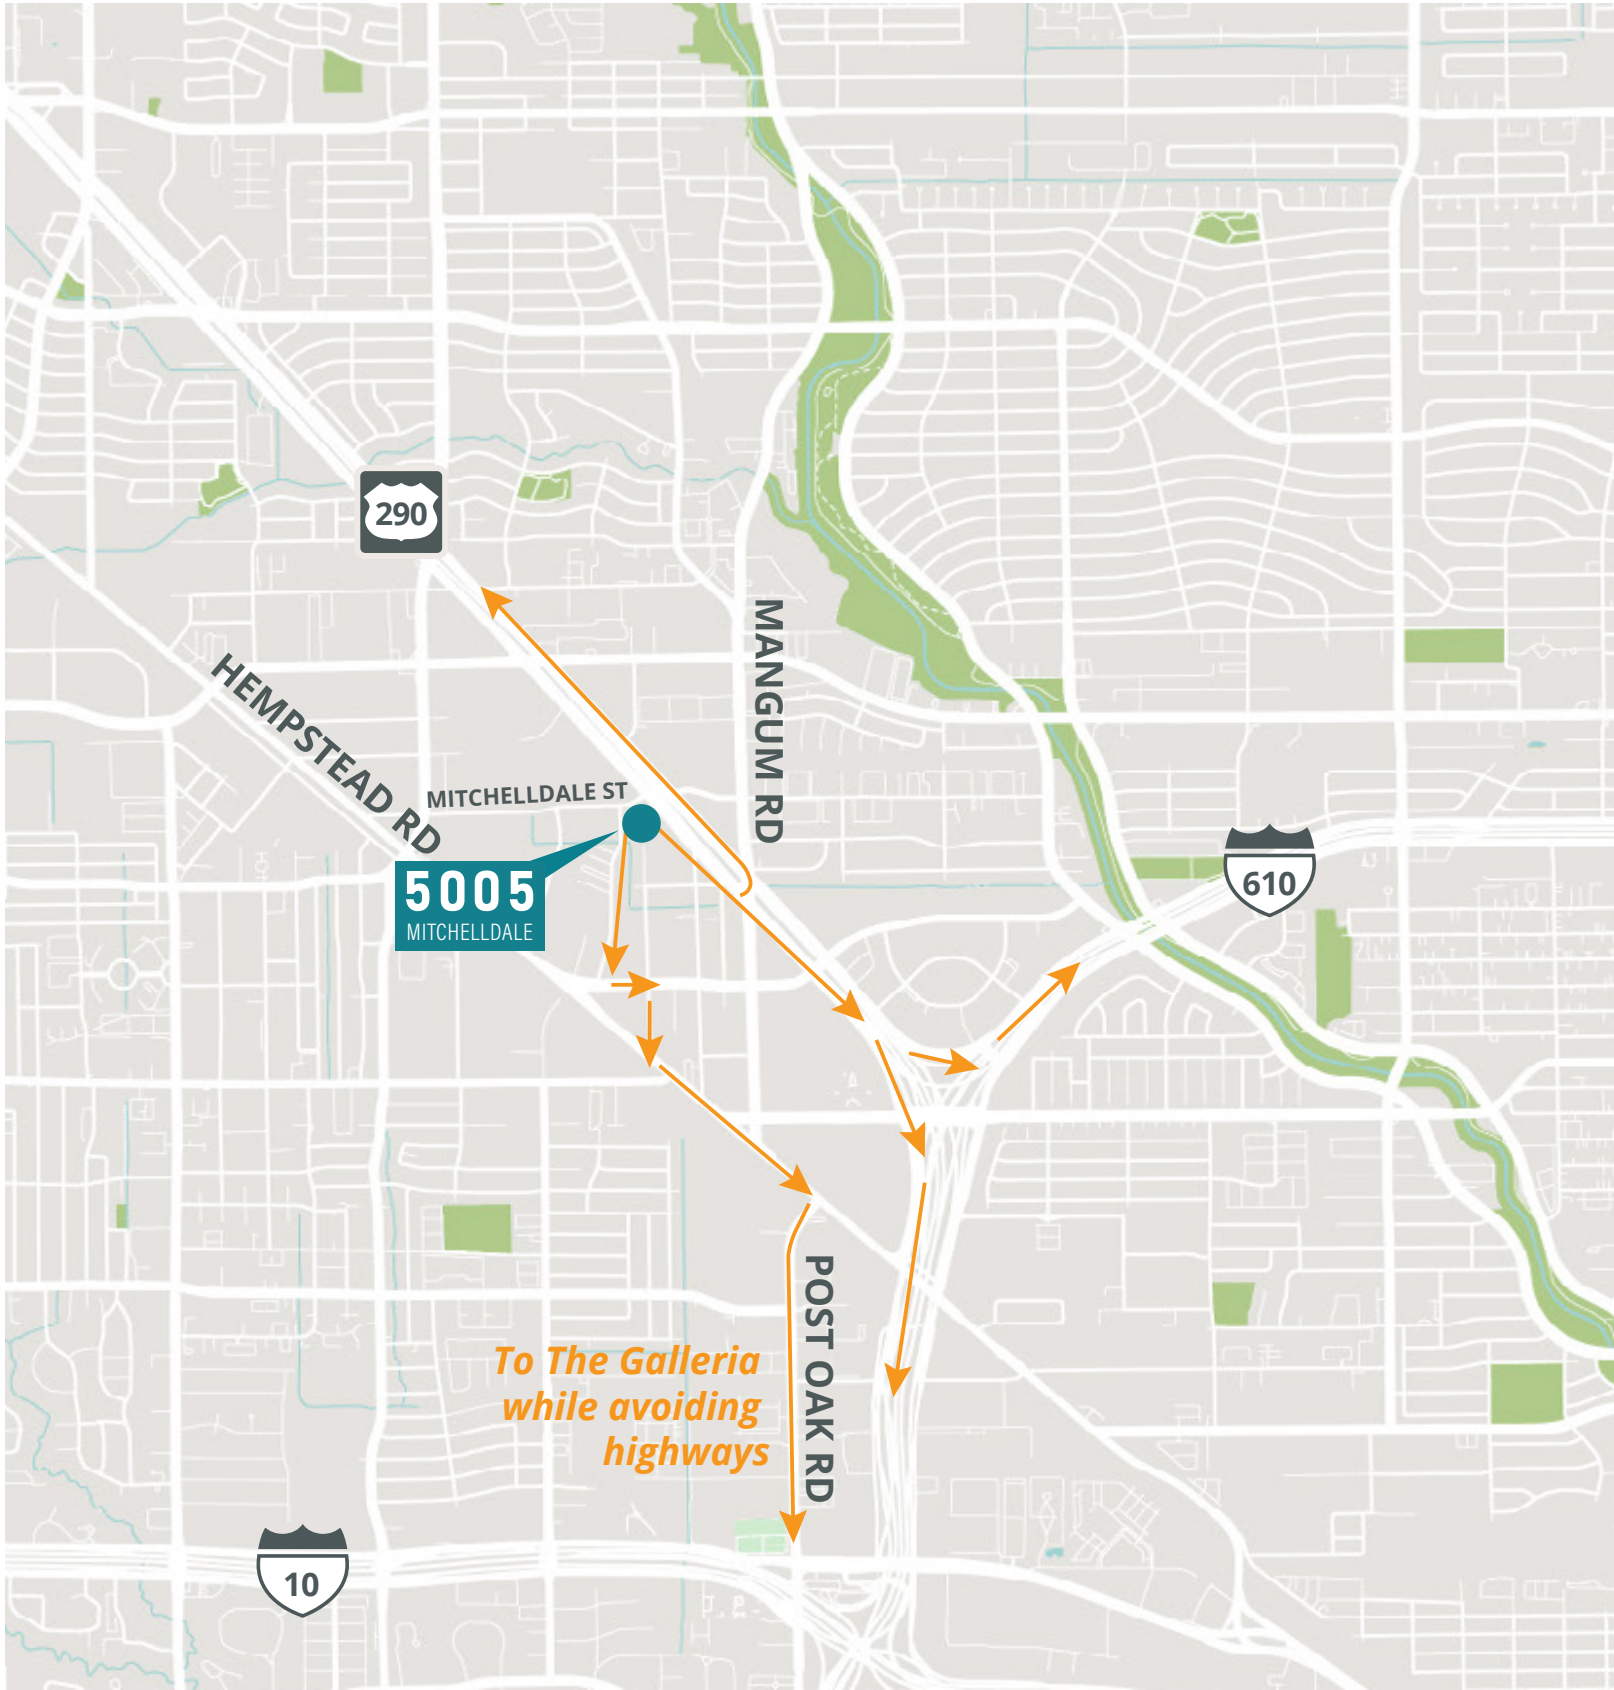 290
MANGUM RD
HEMPSTEAD RD
MITCHELLDALE ST
5005
MITCHELLDALE
610
POST OAK RD
To The Galleria
while avoiding
highways
10